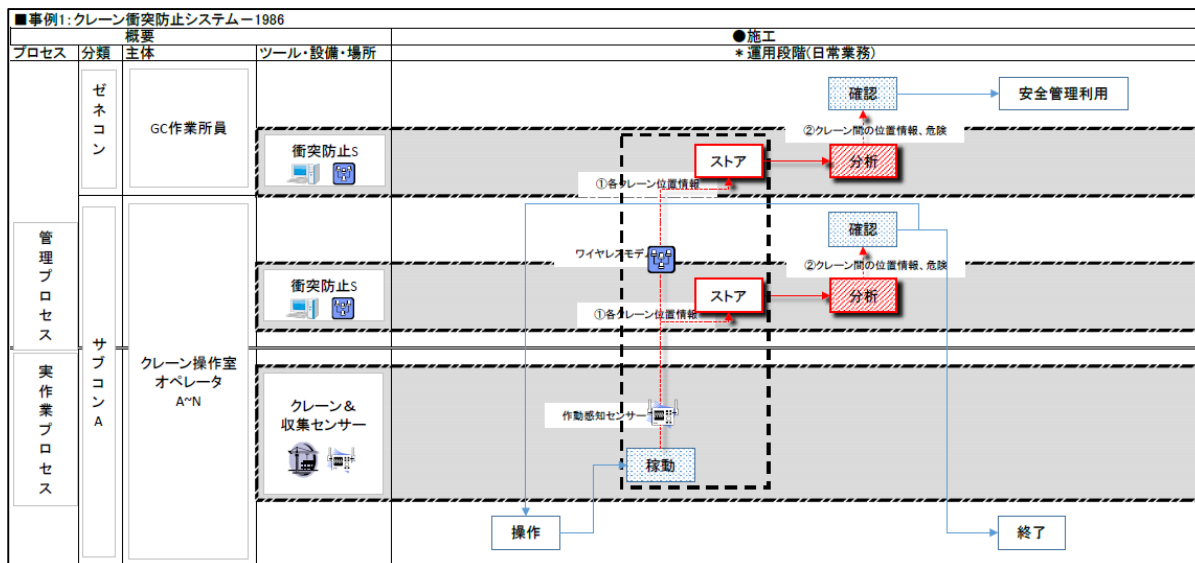 ■事例1:クレーン衝突防止システム－1986
概要
●施工
プロセス
分類
主体
ツール・設備・場所
＊運用段階(日常業務)
ゼネコン
GC作業所員
衝突防止S
確認
安全管理利用
②クレーン間の位置情報、危険
ストア
分析
①各クレーン位置情報
管理プロセス
サブコンA
クレーン操作室
オペレータ
A~N
衝突防止S
確認
ワイヤレスモデム
②クレーン間の位置情報、危険
ストア
分析
①各クレーン位置情報
実作業プロセス
クレーン＆
収集センサー
作動感知センサー
稼動
操作
終了